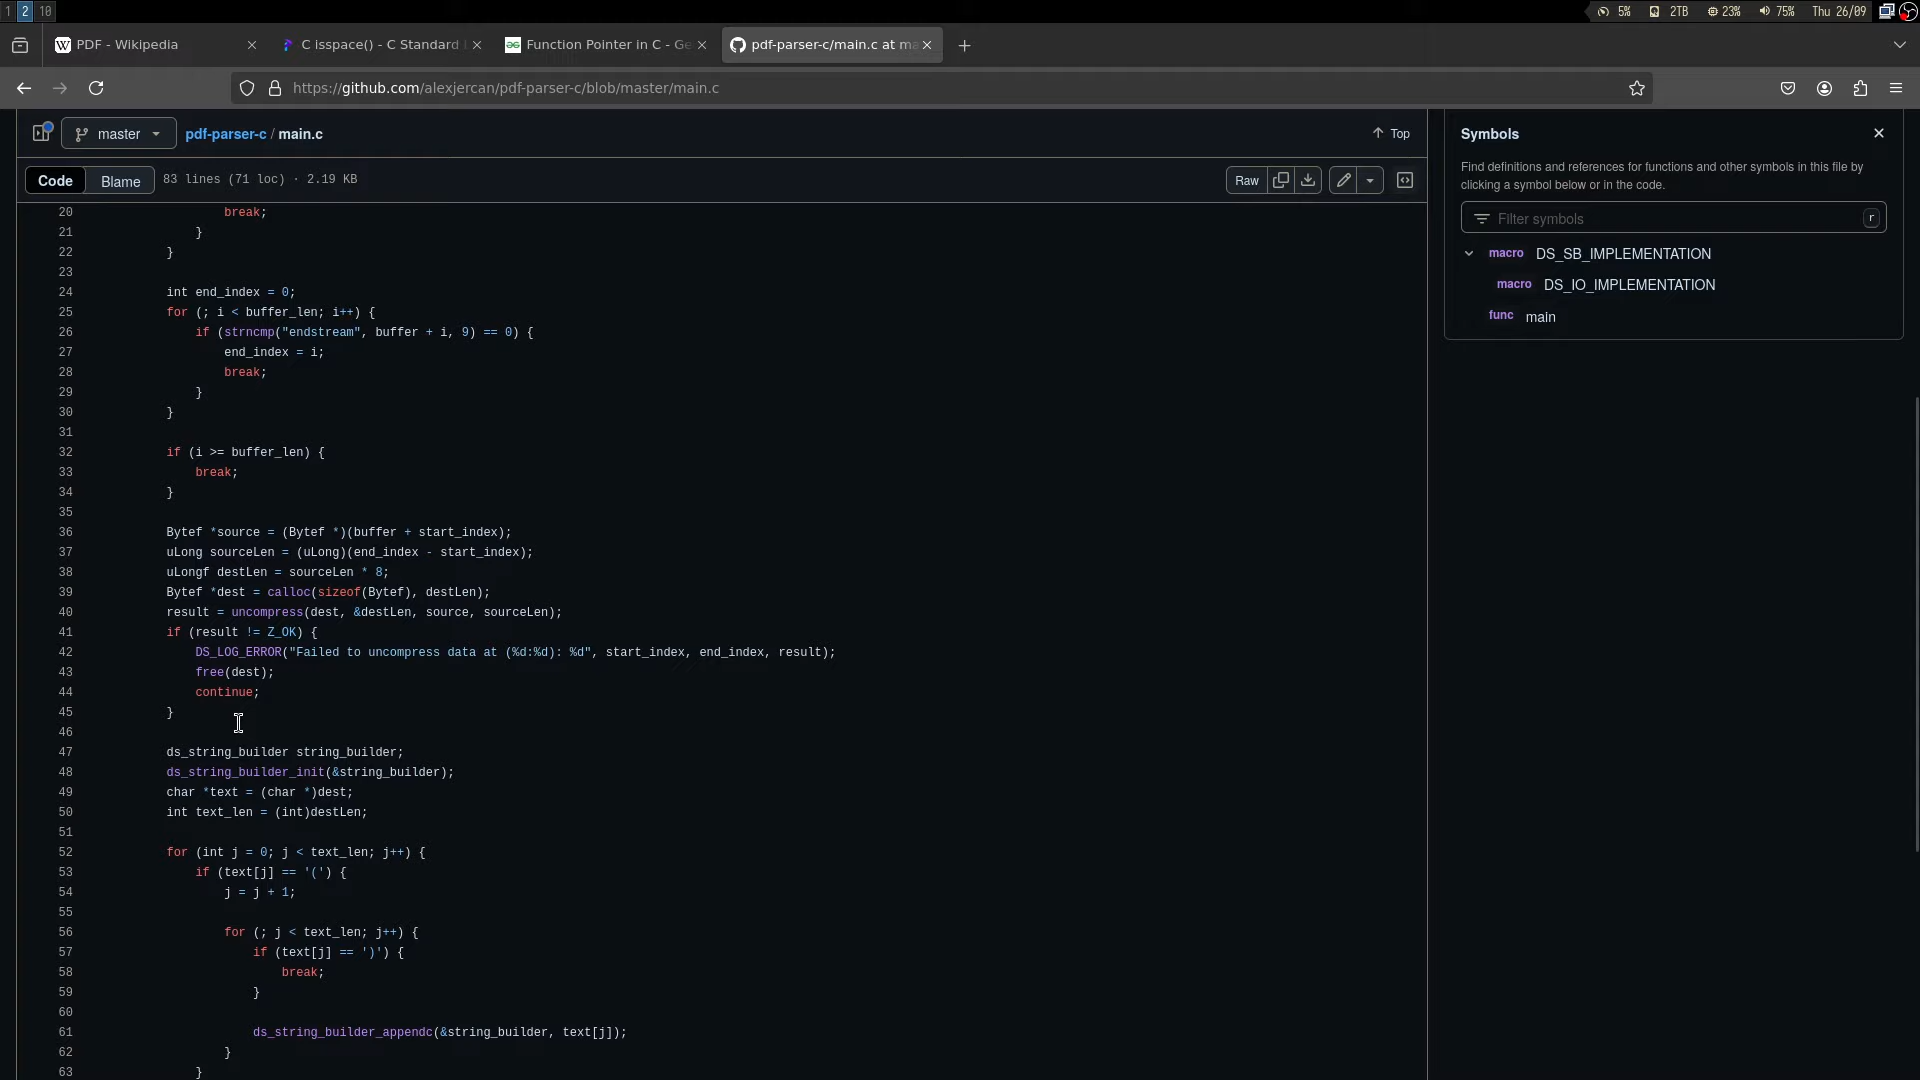 1 2 10
5% 2TB 23% 75% Thu 26/09
PDF - Wikipedia
C isspace() - C Standard
Function Pointer in C - Ge
pdf-parser-c/main.c at ma
https://github.com/alexjercan/pdf-parser-c/blob/master/main.c
master
pdf-parser-c / main.c
Top
Code Blame 83 lines (71 loc) · 2.19 KB
Raw
20 break;
21 }
22 }
23
24 int end_index = 0;
25 for (; i < buffer_len; i++) {
26 if (strncmp("endstream", buffer + i, 9) == 0) {
27 end_index = i;
28 break;
29 }
30 }
31
32 if (i >= buffer_len) {
33 break;
34 }
35
36 Bytef *source = (Bytef *)(buffer + start_index);
37 uLong sourceLen = (uLong)(end_index - start_index);
38 uLongf destLen = sourceLen * 8;
39 Bytef *dest = calloc(sizeof(Bytef), destLen);
40 result = uncompress(dest, &destLen, source, sourceLen);
41 if (result != Z_OK) {
42 DS_LOG_ERROR("Failed to uncompress data at (%d:%d): %d", start_index, end_index, result);
43 free(dest);
44 continue;
45 }
46
47 ds_string_builder string_builder;
48 ds_string_builder_init(&string_builder);
49 char *text = (char *)dest;
50 int text_len = (int)destLen;
51
52 for (int j = 0; j < text_len; j++) {
53 if (text[j] == '(') {
54 j = j + 1;
55
56 for (; j < text_len; j++) {
57 if (text[j] == ')') {
58 break;
59 }
60
61 ds_string_builder_appendc(&string_builder, text[j]);
62 }
63 }
Symbols
Find definitions and references for functions and other symbols in this file by
clicking a symbol below or in the code.
Filter symbols r
macro DS_SB_IMPLEMENTATION
macro DS_IO_IMPLEMENTATION
func main